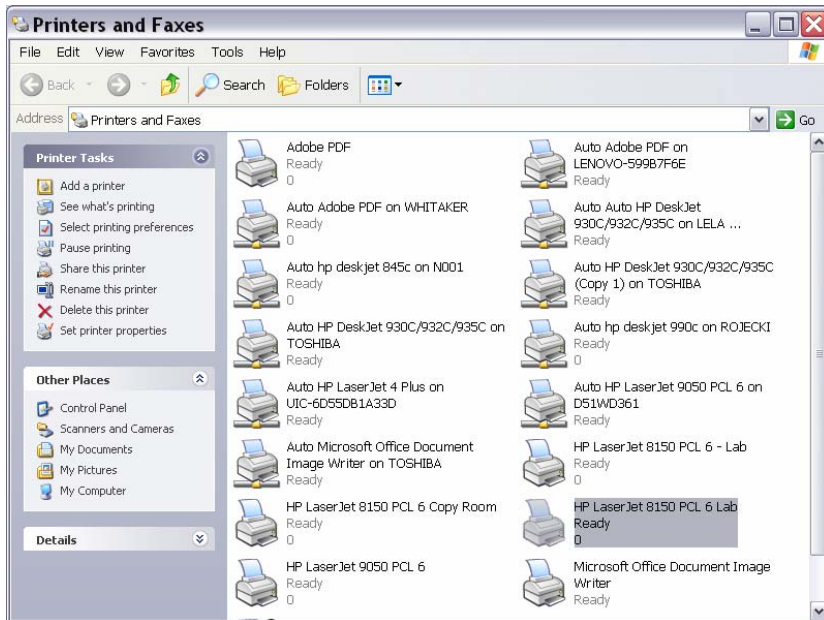 Printers and Faxes
File Edit View Favorites Tools Help
Back Search Folders
Address Printers and Faxes Go
Printer Tasks
Add a printer
See what's printing
Select printing preferences
Pause printing
Share this printer
Rename this printer
Delete this printer
Set printer properties
Other Places
Control Panel
Scanners and Cameras
My Documents
My Pictures
My Computer
Details
Adobe PDF
Ready
0
Auto Adobe PDF on
LENOVO-599B7F6E
Ready
Auto Adobe PDF on WHITAKER
Ready
0
Auto Auto HP DeskJet
930C/932C/935C on LELA ...
Ready
Auto hp deskjet 845c on N001
Ready
0
Auto HP DeskJet 930C/932C/935C
(Copy 1) on TOSHIBA
Ready
Auto HP DeskJet 930C/932C/935C on
TOSHIBA
Ready
Auto hp deskjet 990c on ROJECKI
Ready
0
Auto HP LaserJet 4 Plus on
UIC-6D55DB1A33D
Ready
Auto HP LaserJet 9050 PCL 6 on
D51WD361
Ready
Auto Microsoft Office Document
Image Writer on TOSHIBA
Ready
HP LaserJet 8150 PCL 6 - Lab
Ready
0
HP LaserJet 8150 PCL 6 Copy Room
Ready
0
HP LaserJet 8150 PCL 6 Lab
Ready
0
HP LaserJet 9050 PCL 6
Ready
0
Microsoft Office Document Image
Writer
Ready